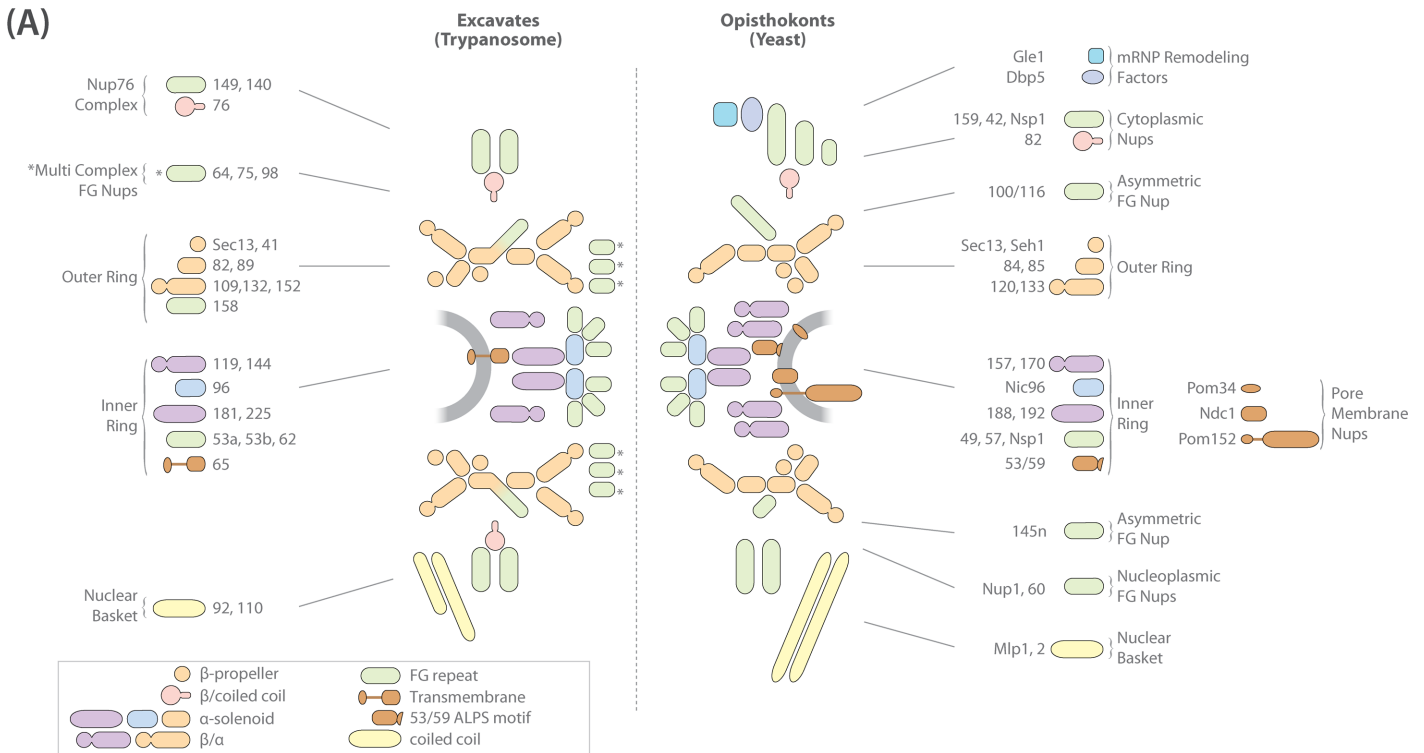 (A)
Excavates
(Trypanosome)
Opisthokonts
(Yeast)
Nup76
Complex
149, 140
76
*Multi Complex
FG Nups
* 64, 75, 98
Outer Ring
Sec13, 41
82, 89
109,132, 152
158
Inner
Ring
119, 144
96
181, 225
53a, 53b, 62
65
Nuclear
Basket
92, 110
*
*
*
*
*
*
Gle1
Dbp5
mRNP Remodeling
Factors
159, 42, Nsp1
82
Cytoplasmic
Nups
100/116
Asymmetric
FG Nup
Sec13, Seh1
84, 85
120,133
Outer Ring
157, 170
Nic96
188, 192
49, 57, Nsp1
53/59
Inner
Ring
Pom34
Ndc1
Pom152
Pore
Membrane
Nups
145n
Asymmetric
FG Nup
Nup1, 60
Nucleoplasmic
FG Nups
Mlp1, 2
Nuclear
Basket
β-propeller
β/coiled coil
α-solenoid
β/α
FG repeat
Transmembrane
53/59 ALPS motif
coiled coil